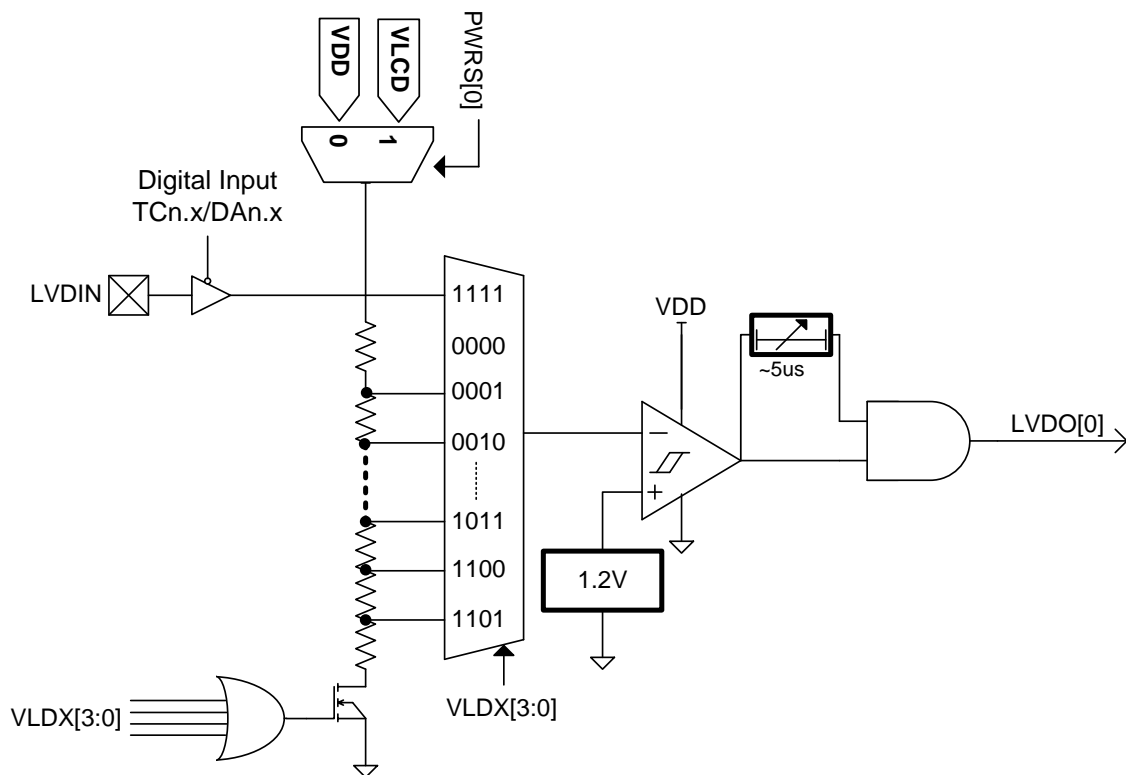 VDD
VLCD
PWRS[0]
0
1
Digital Input
TCn.x/DAn.x
LVDIN
1111
0000
0001
0010
1011
1100
1101
VDD
~5us
LVDO[0]
−
+
1.2V
VLDX[3:0]
VLDX[3:0]